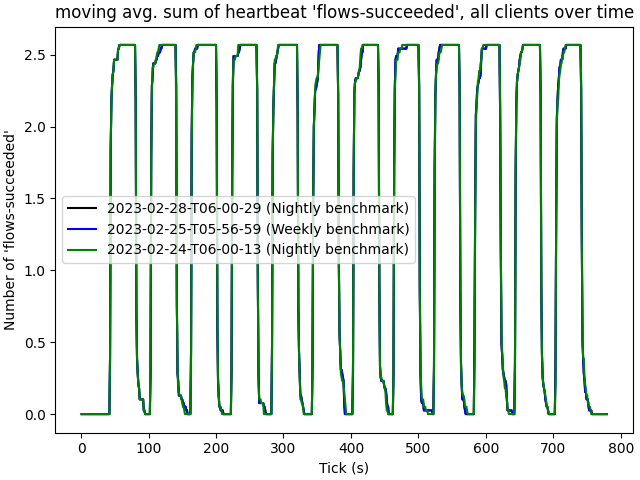 moving avg. sum of heartbeat 'flows-succeeded', all clients over time
Number of 'flows-succeeded'
2.5
2.0
1.5
1.0
0.5
0.0
2023-02-28-T06-00-29 (Nightly benchmark)
2023-02-25-T05-56-59 (Weekly benchmark)
2023-02-24-T06-00-13 (Nightly benchmark)
0 100 200 300 400 500 600 700 800
Tick (s)